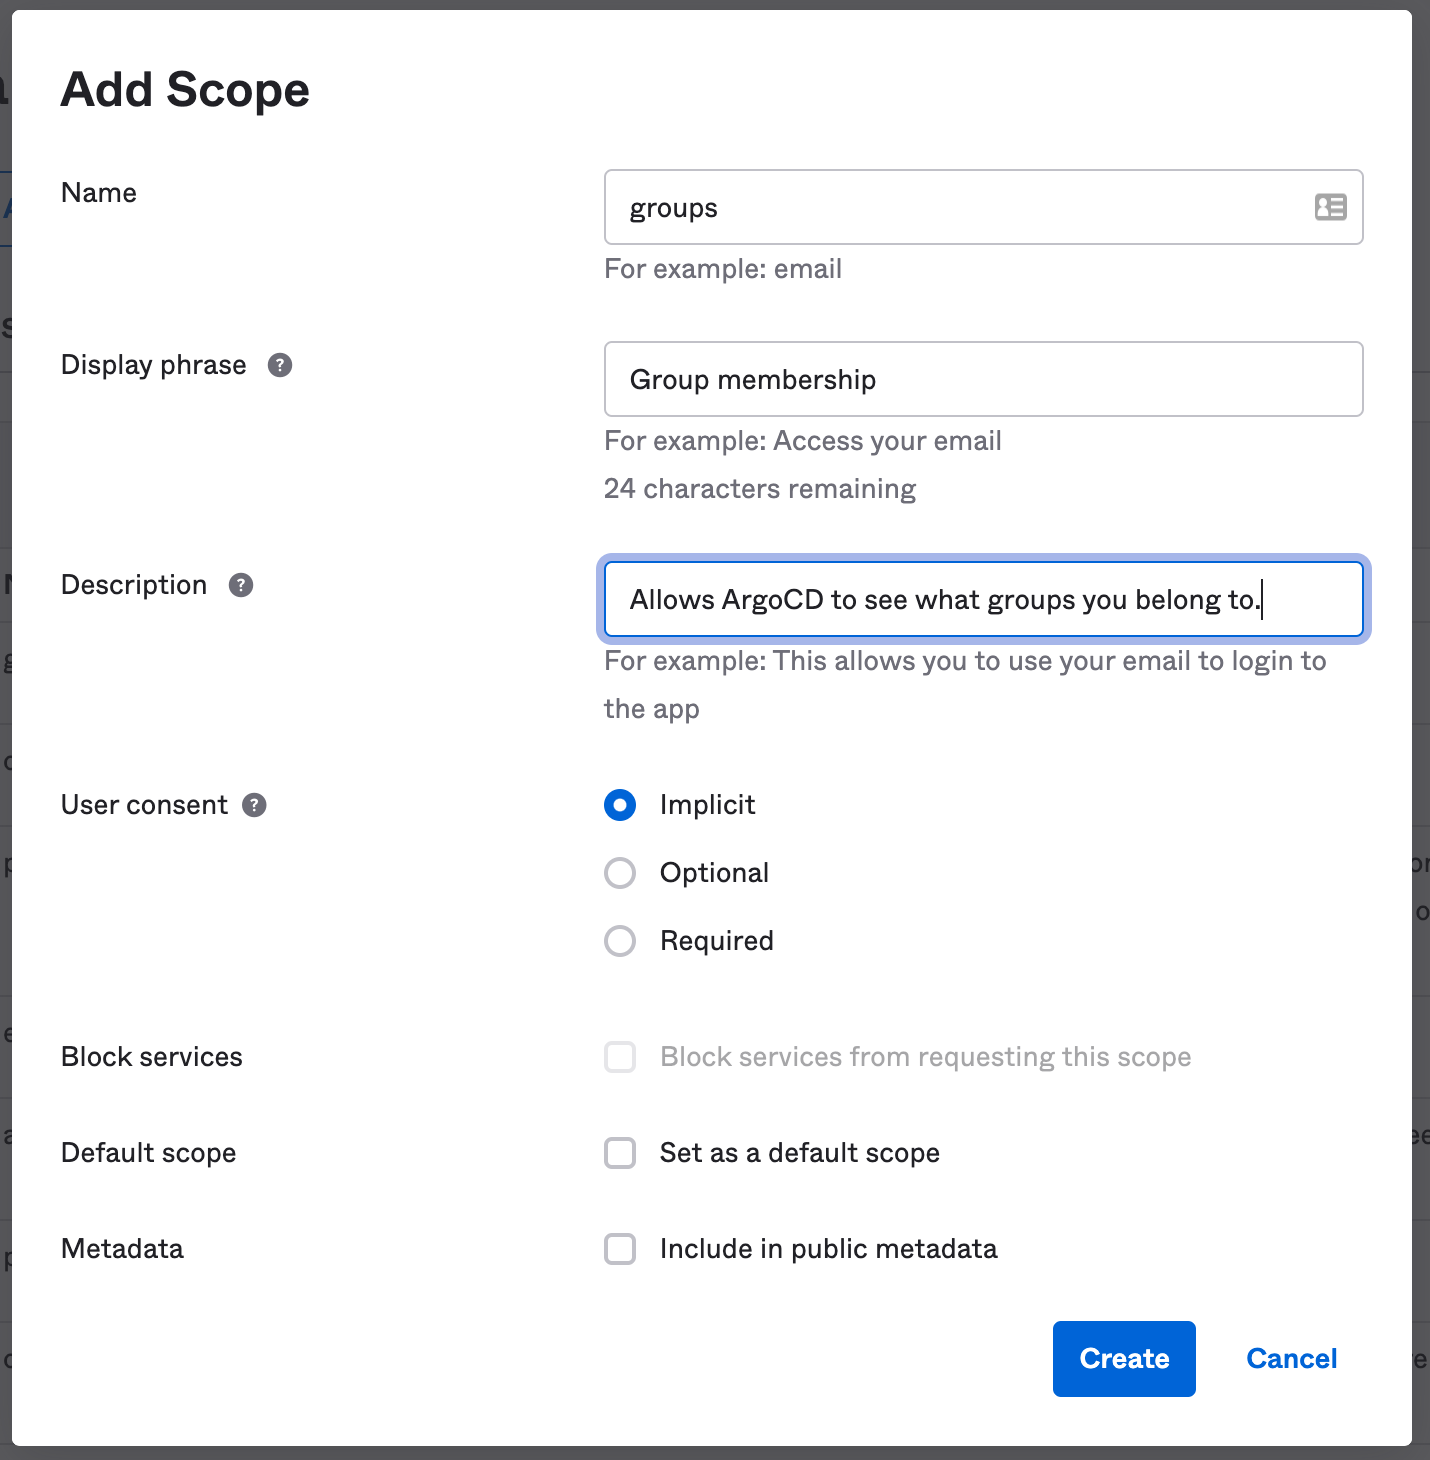 Add Scope
Name
groups
For example: email
Display phrase
Group membership
For example: Access your email
24 characters remaining
Description
Allows ArgoCD to see what groups you belong to.
For example: This allows you to use your email to login to
the app
User consent
Implicit
Optional
Required
Block services
Block services from requesting this scope
Default scope
Set as a default scope
Metadata
Include in public metadata
Create
Cancel